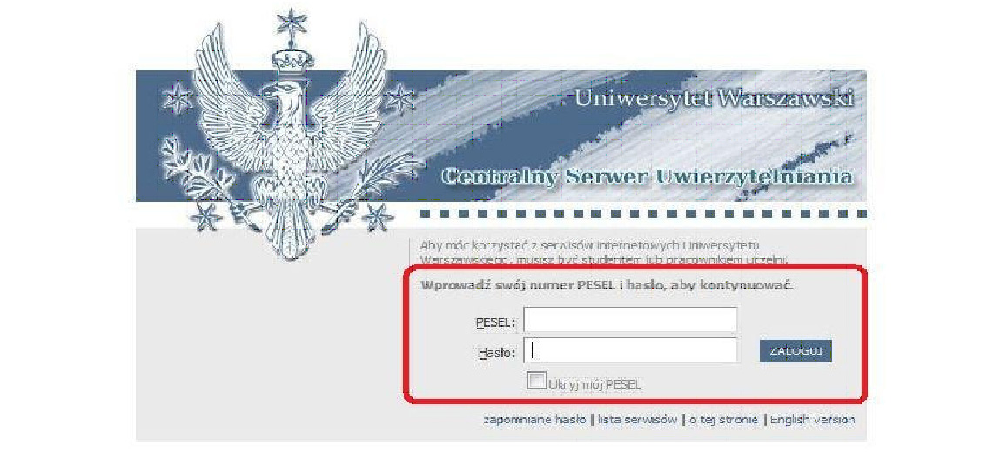 Uniwersytet Warszawski
Centralny Serwer Uwierzytelniania
Aby móc korzystać z serwisów internetowych Uniwersytetu
Warszawskiego, musisz być studentem lub pracownikiem uczelni.
Wprowadź swój numer PESEL i hasło, aby kontynuować.
PESEL:
Hasło:
ZALOGUJ
Ukryj mój PESEL
zapomniane hasło | lista serwisów | o tej stronie | English version